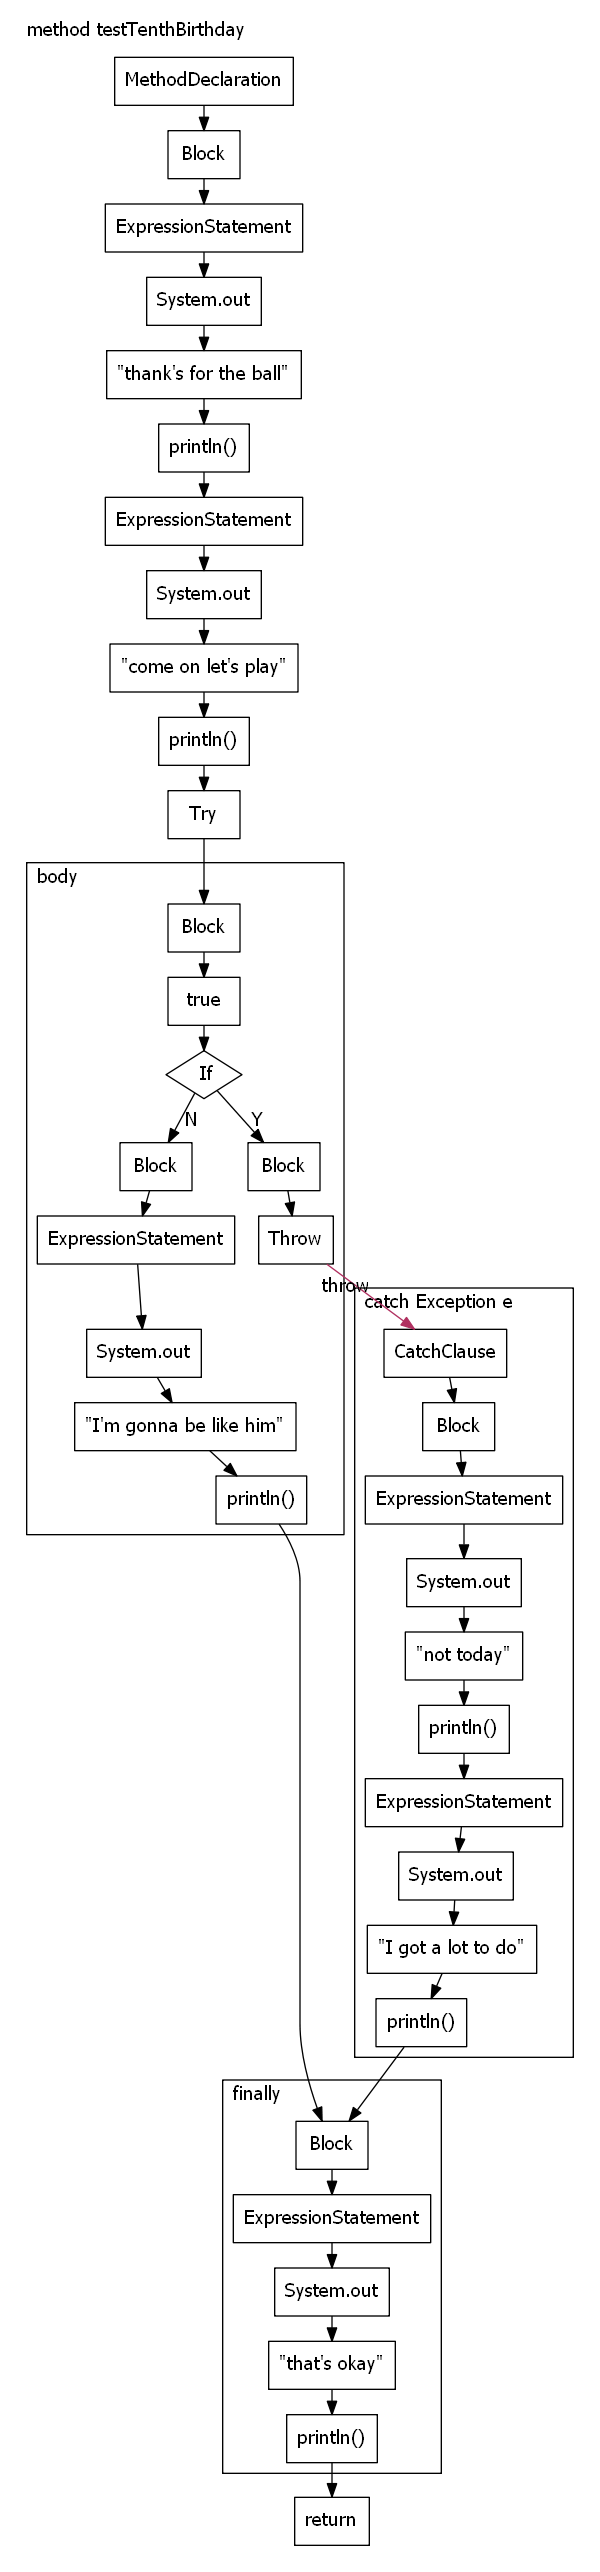 method testTenthBirthday
MethodDeclaration
Block
ExpressionStatement
System.out
"thank's for the ball"
println()
ExpressionStatement
System.out
"come on let's play"
println()
Try
body
Block
true
If
N
Y
Block
Block
ExpressionStatement
Throw
System.out
"I'm gonna be like him"
println()
throw
catch Exception e
CatchClause
Block
ExpressionStatement
System.out
"not today"
println()
ExpressionStatement
System.out
"I got a lot to do"
println()
finally
Block
ExpressionStatement
System.out
"that's okay"
println()
return